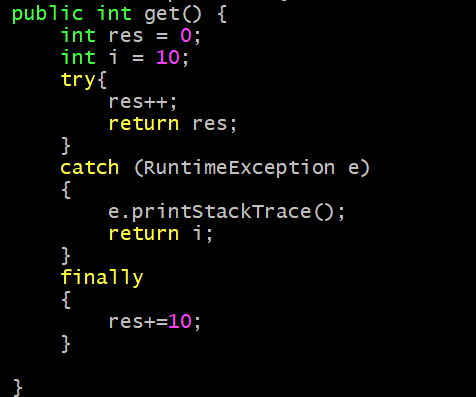 public int get() {
    int res = 0;
    int i = 10;
    try{
        res++;
        return res;
    }
    catch (RuntimeException e)
    {
        e.printStackTrace();
        return i;
    }
    finally
    {
        res+=10;
    }

}